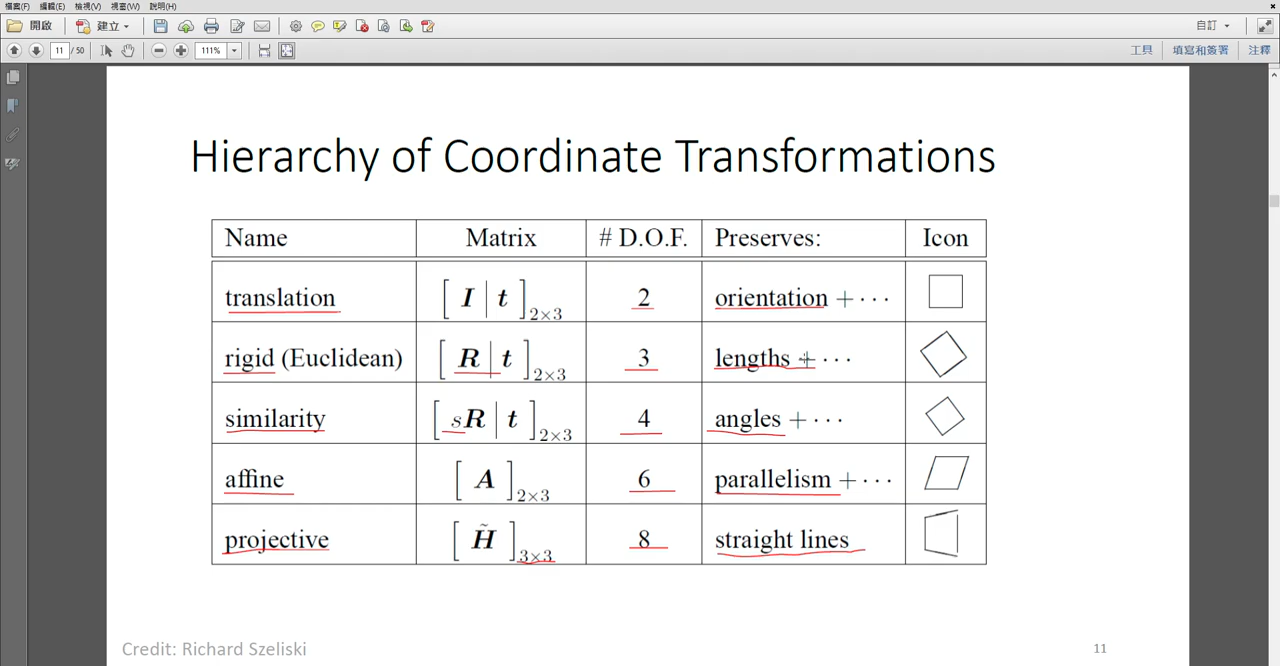 檔案(F) 編輯(E) 檢視(V) 視窗(W) 說明(H)
開啟 建立 自訂
11 / 50 111% 工具 填寫和簽署 注釋
Hierarchy of Coordinate Transformations
Name Matrix # D.O.F. Preserves: Icon
translation [ I | t ]2×3 2 orientation + ···
rigid (Euclidean) [ R | t ]2×3 3 lengths + ···
similarity [ sR | t ]2×3 4 angles + ···
affine [ A ]2×3 6 parallelism + ···
projective [ H̃ ]3×3 8 straight lines
Credit: Richard Szeliski 11